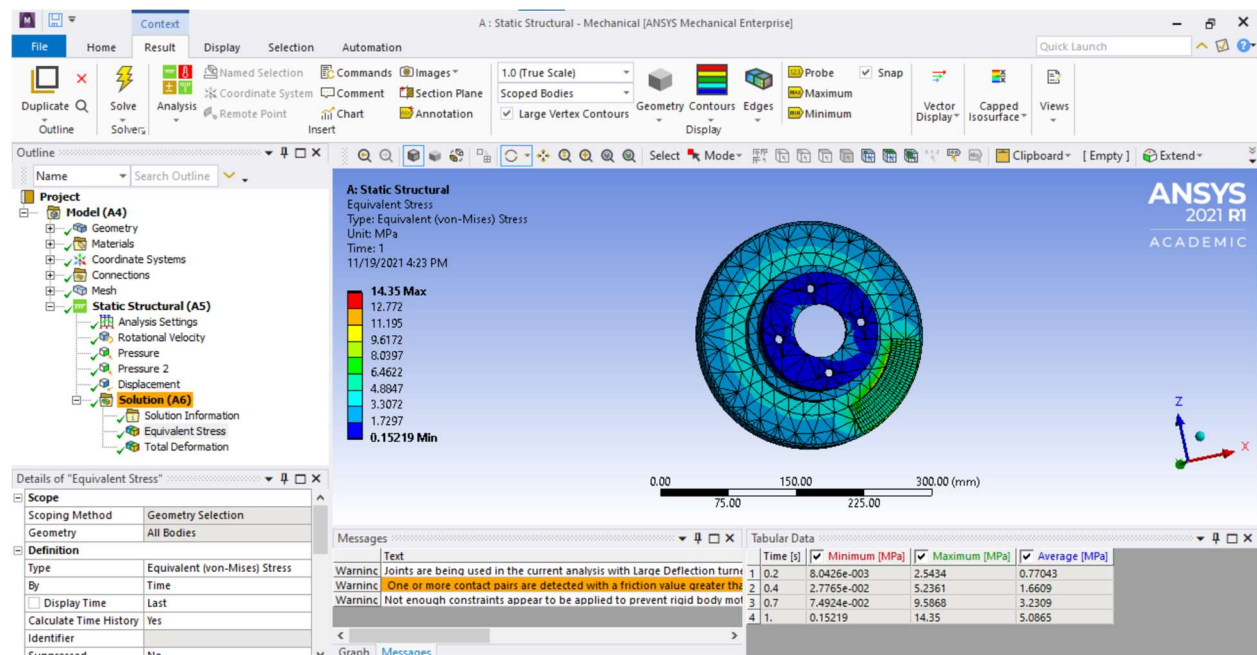 Context
A : Static Structural - Mechanical [ANSYS Mechanical Enterprise]
File Home Result Display Selection Automation Quick Launch
Duplicate Q
Outline
Solve
Solver
Analysis
Named Selection
Coordinate System
Remote Point
Commands
Comment
Chart
Images
Section Plane
Annotation
Insert
1.0 (True Scale)
Scoped Bodies
Large Vertex Contours
Geometry Contours Edges
Probe
Maximum
Minimum
Snap
Display
Vector
Display
Capped
Isosurface
Views
Outline
Name Search Outline
Project
Model (A4)
Geometry
Materials
Coordinate Systems
Connections
Mesh
Static Structural (A5)
Analysis Settings
Rotational Velocity
Pressure
Pressure 2
Displacement
Solution (A6)
Solution Information
Equivalent Stress
Total Deformation
Select Mode Clipboard [ Empty ] Extend
A: Static Structural
Equivalent Stress
Type: Equivalent (von-Mises) Stress
Unit: MPa
Time: 1
11/19/2021 4:23 PM
14.35 Max
12.772
11.195
9.6172
8.0397
6.4622
4.8847
3.3072
1.7297
0.15219 Min
ANSYS
2021 R1
ACADEMIC
Z
X
0.00 150.00 300.00 (mm)
75.00 225.00
Details of "Equivalent Stress"
Scope
Scoping Method Geometry Selection
Geometry All Bodies
Definition
Type Equivalent (von-Mises) Stress
By Time
Display Time Last
Calculate Time History Yes
Identifier
Suppressed No
Messages
Text
Warninc Joints are being used in the current analysis with Large Deflection turne
Warninc One or more contact pairs are detected with a friction value greater tha
Warninc Not enough constraints appear to be applied to prevent rigid body mot
Graph Messages
Tabular Data
Time [s] Minimum [MPa] Maximum [MPa] Average [MPa]
1 0.2 8.0426e-003 2.5434 0.77043
2 0.4 2.7765e-002 5.2361 1.6609
3 0.7 7.4924e-002 9.5868 3.2309
4 1. 0.15219 14.35 5.0865